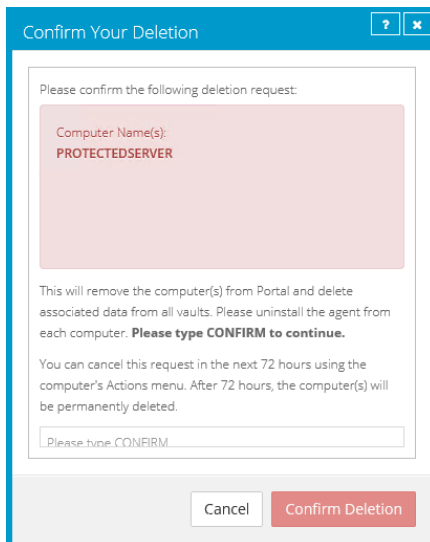 Confirm Your Deletion
?
×
Please confirm the following deletion request:
Computer Name(s):
PROTECTEDSERVER
This will remove the computer(s) from Portal and delete
associated data from all vaults. Please uninstall the agent from
each computer. Please type CONFIRM to continue.
You can cancel this request in the next 72 hours using the
computer's Actions menu. After 72 hours, the computer(s) will
be permanently deleted.
Please type CONFIRM
Cancel
Confirm Deletion